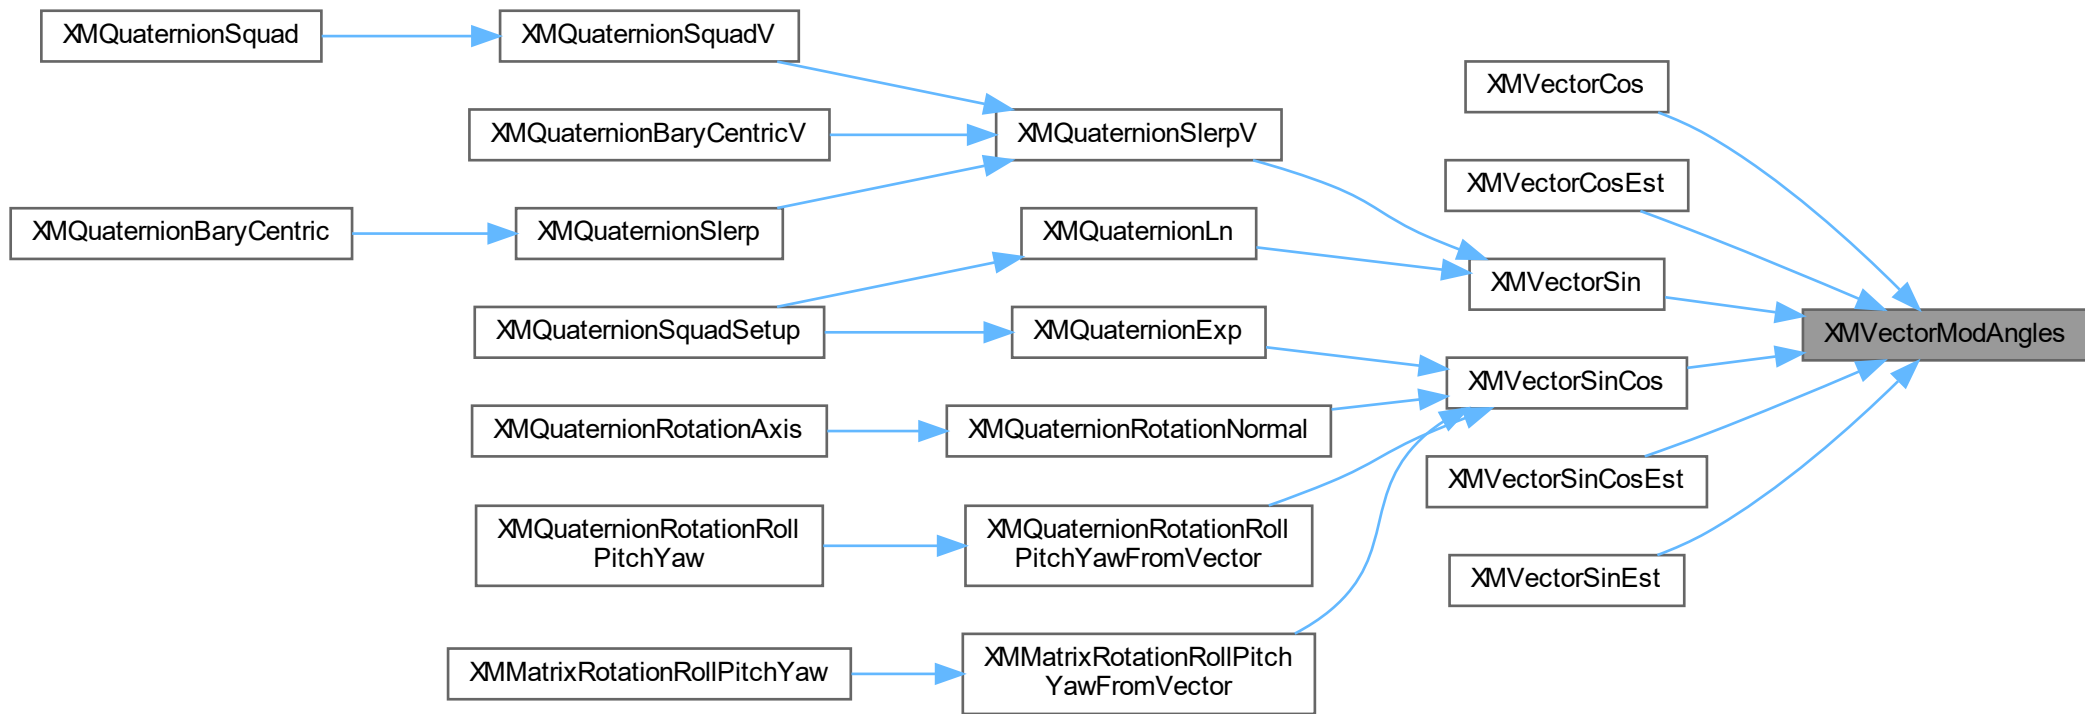 XMQuaternionSquad
XMQuaternionSquadV
XMVectorCos
XMQuaternionBaryCentricV
XMQuaternionSlerpV
XMVectorCosEst
XMQuaternionBaryCentric
XMQuaternionSlerp
XMQuaternionLn
XMVectorSin
XMQuaternionSquadSetup
XMQuaternionExp
XMVectorModAngles
XMVectorSinCos
XMQuaternionRotationAxis
XMQuaternionRotationNormal
XMVectorSinCosEst
XMQuaternionRotationRoll
PitchYaw
XMQuaternionRotationRoll
PitchYawFromVector
XMVectorSinEst
XMMatrixRotationRollPitchYaw
XMMatrixRotationRollPitch
YawFromVector